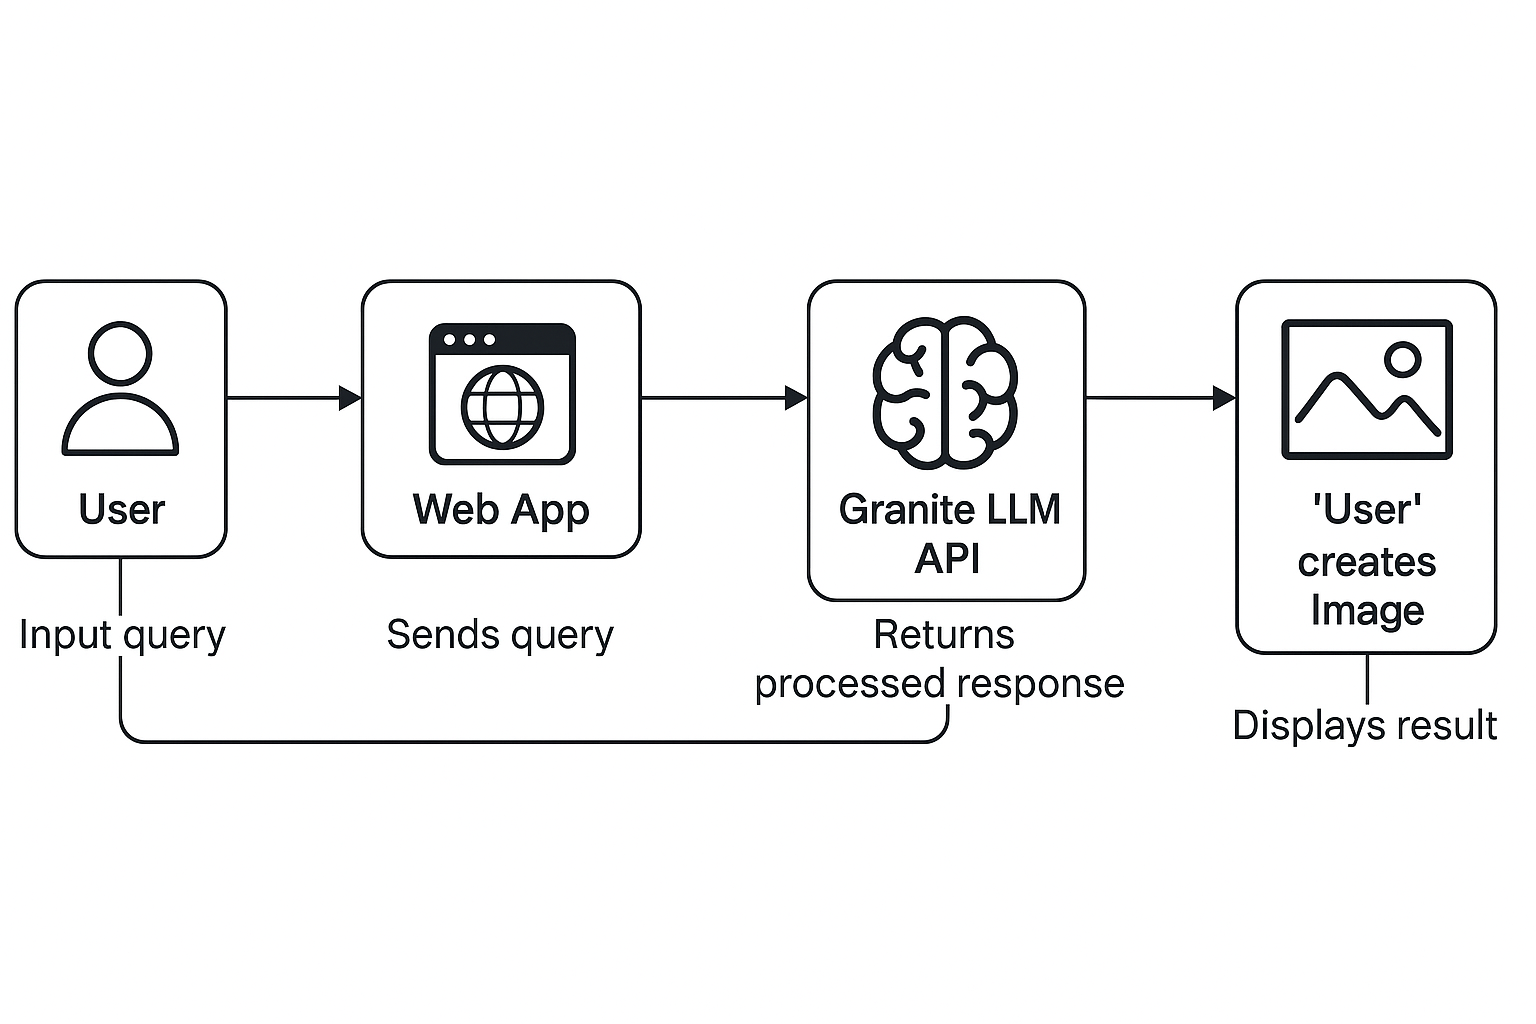 User
Web App
Granite LLM
API
'User'
creates
Image
Input query
Sends query
Returns
processed response
Displays result